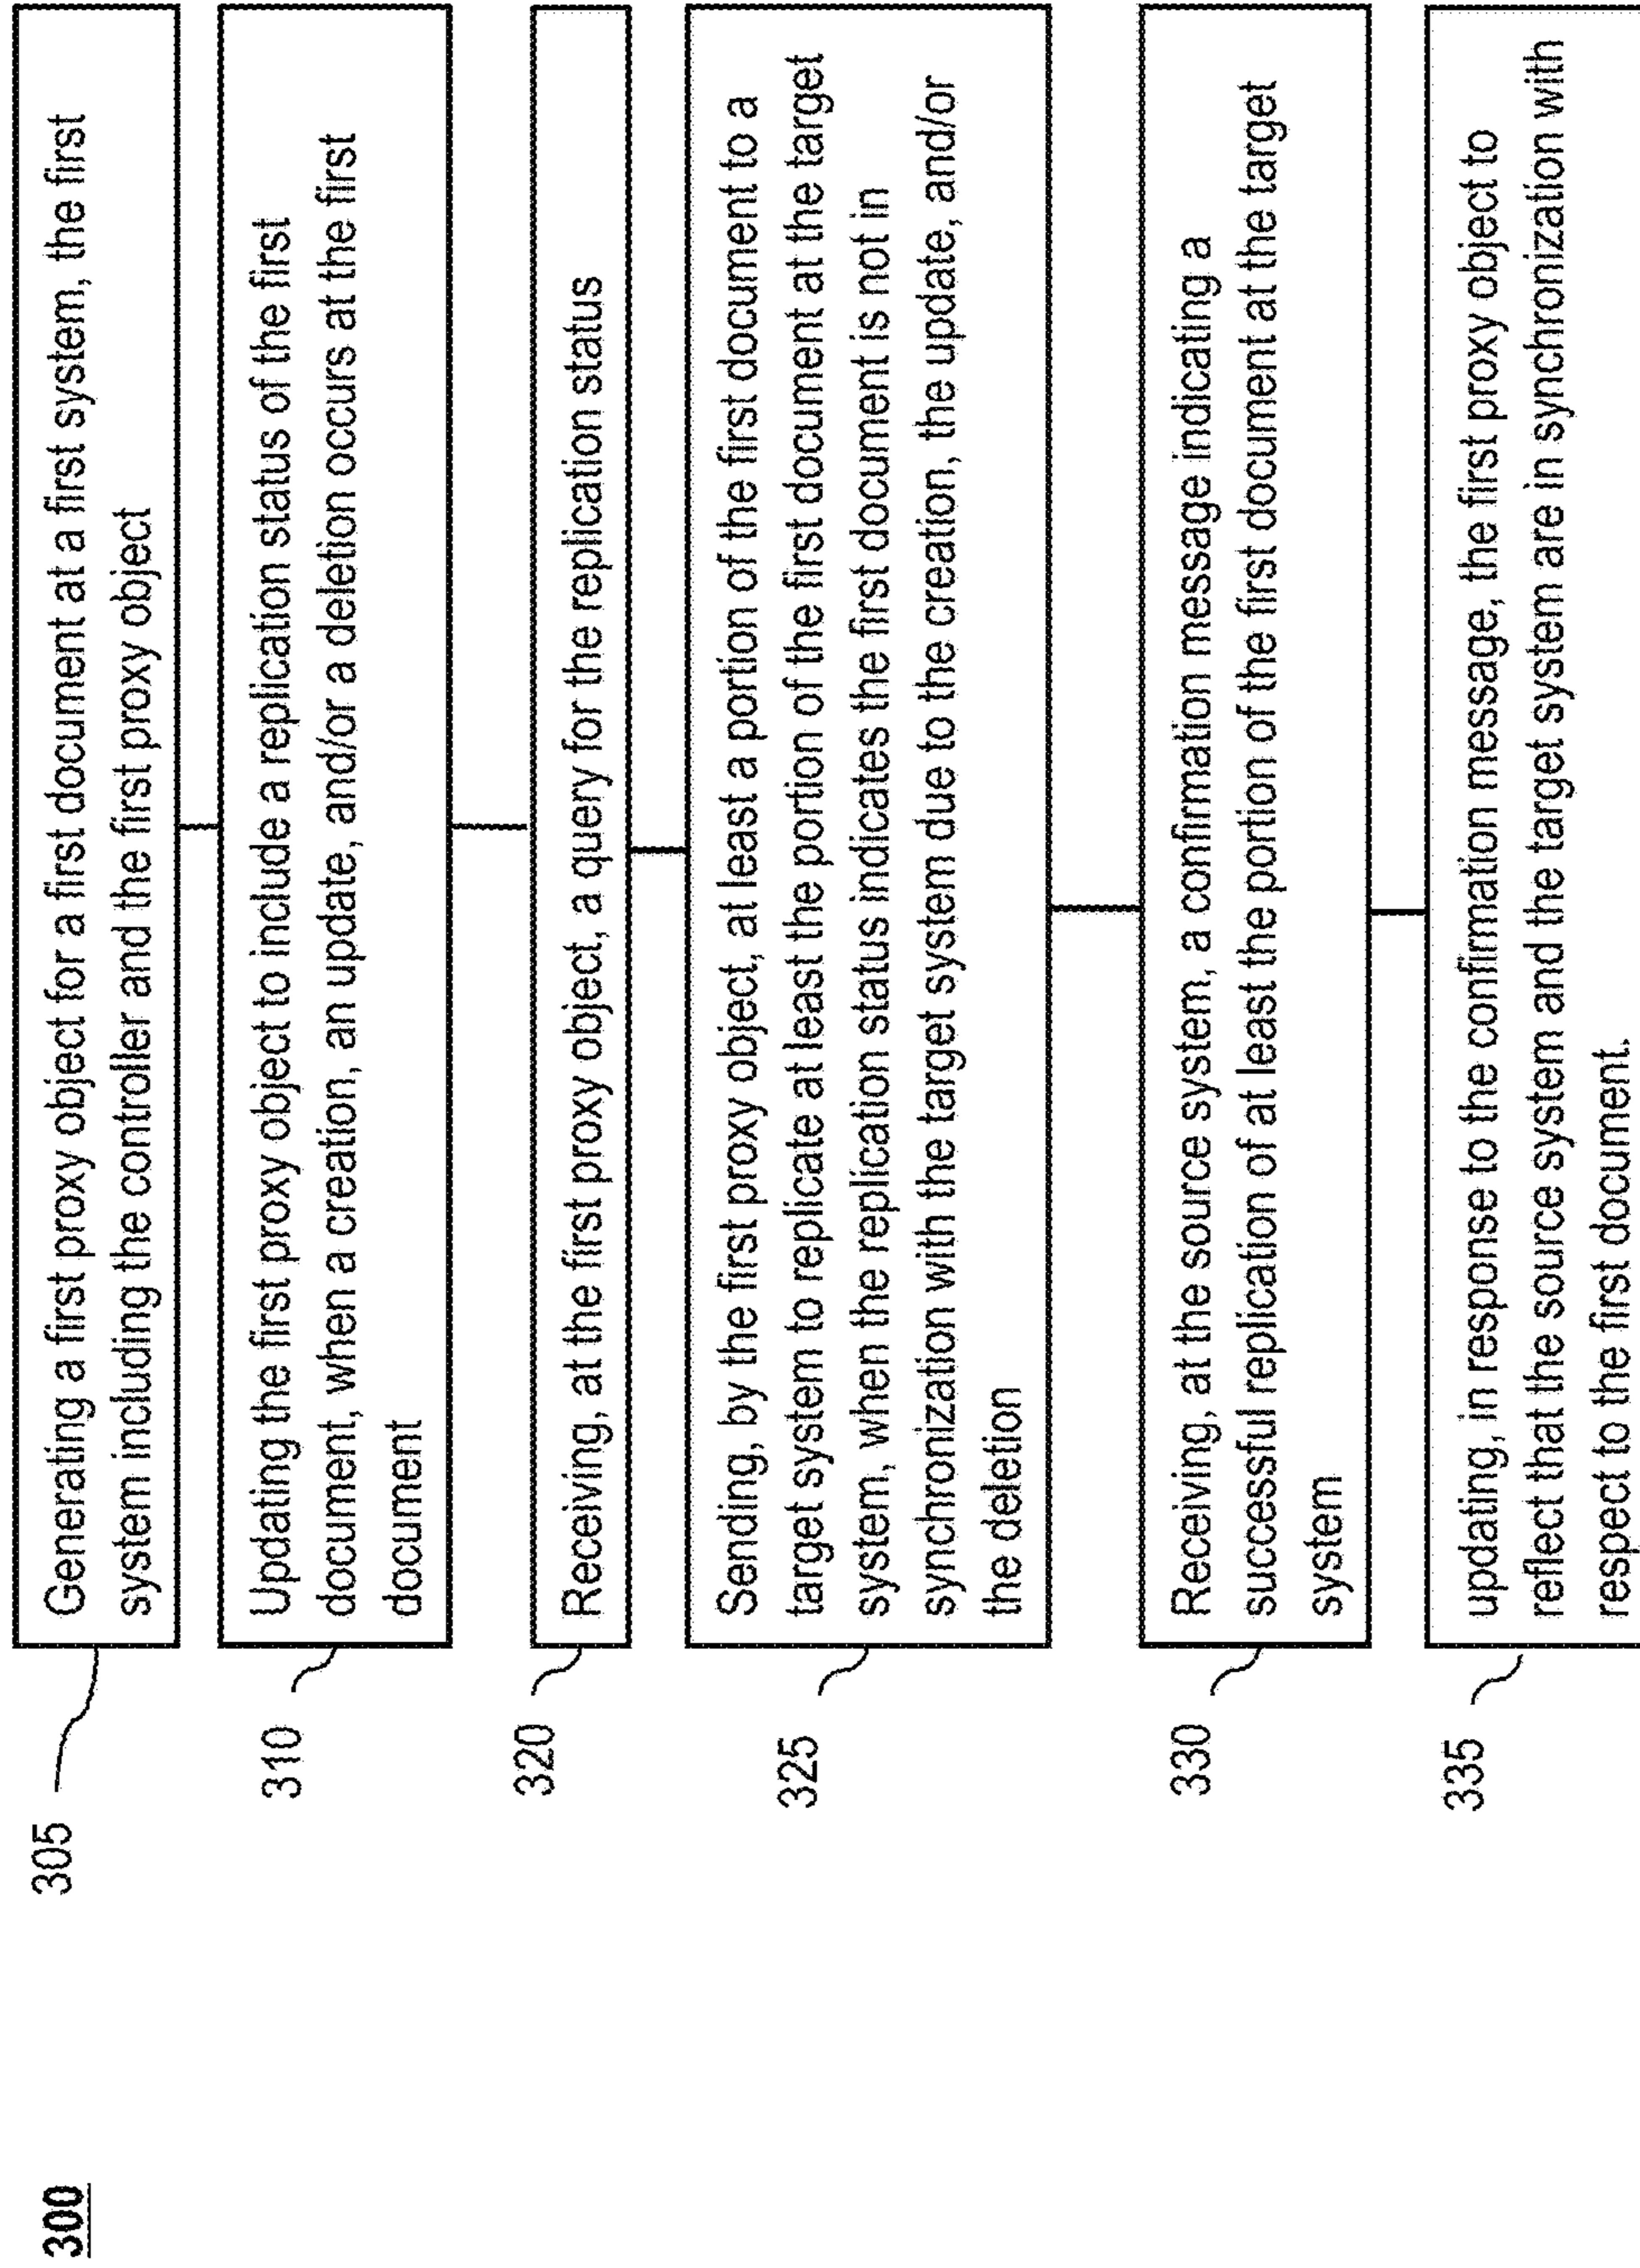 300
305
Generating a first proxy object for a first document at a first system, the first
system including the controller and the first proxy object
310
Updating the first proxy object to include a replication status of the first
document, when a creation, an update, and/or a deletion occurs at the first
document
320
Receiving, at the first proxy object, a query for the replication status
325
Sending, by the first proxy object, at least a portion of the first document to a
target system to replicate at least the portion of the first document at the target
system, when the replication status indicates the first document is not in
synchronization with the target system due to the creation, the update, and/or
the deletion
330
Receiving, at the source system, a confirmation message indicating a
successful replication of at least the portion of the first document at the target
system
335
updating, in response to the confirmation message, the first proxy object to
reflect that the source system and the target system are in synchronization with
respect to the first document.